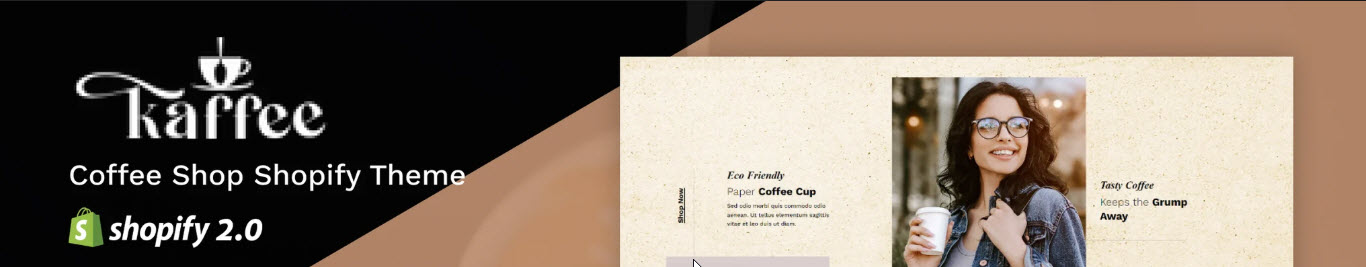 kaffee
Coffee Shop Shopify Theme
shopify 2.0
Shop Now
Eco Friendly
Paper Coffee Cup
Sed odio morbi quis commodo odio
aenean. Ut tellus elementum sagittis
vitae et leo duis ut diam.
Tasty Coffee
Keeps the Grump
Away